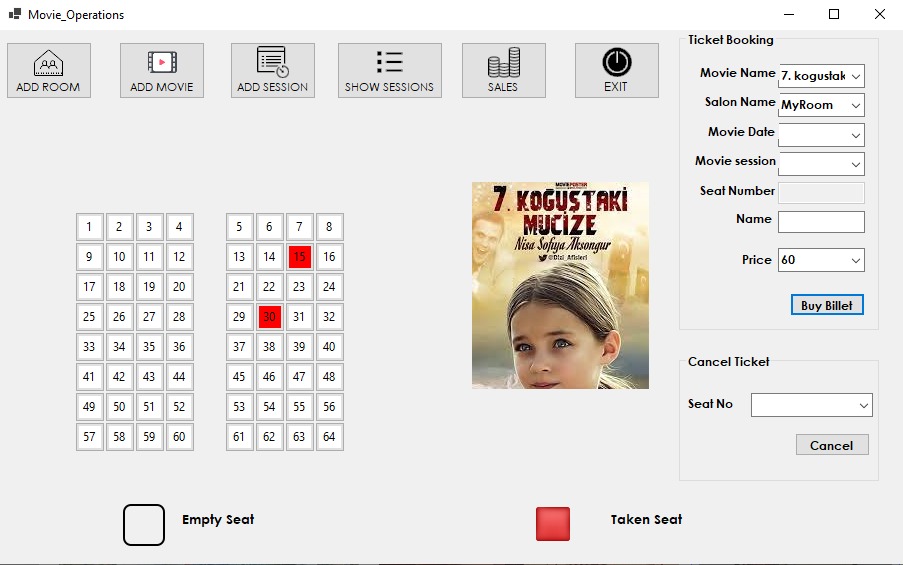 Movie_Operations
ADD ROOM
ADD MOVIE
ADD SESSION
SHOW SESSIONS
SALES
EXIT
Ticket Booking
Movie Name 7. kogustak
Salon Name MyRoom
Movie Date
Movie session
Seat Number
Name
Price 60
Buy Billet
1 2 3 4 5 6 7 8
9 10 11 12 13 14 15 16
17 18 19 20 21 22 23 24
25 26 27 28 29 30 31 32
33 34 35 36 37 38 39 40
41 42 43 44 45 46 47 48
49 50 51 52 53 54 55 56
57 58 59 60 61 62 63 64
MOVIE POSTER
7. KOĞUŞTAKİ
MUCİZE
Nisa Sofiya Aksongur
@Dizi_Afisleri
Cancel Ticket
Seat No
Cancel
Empty Seat
Taken Seat